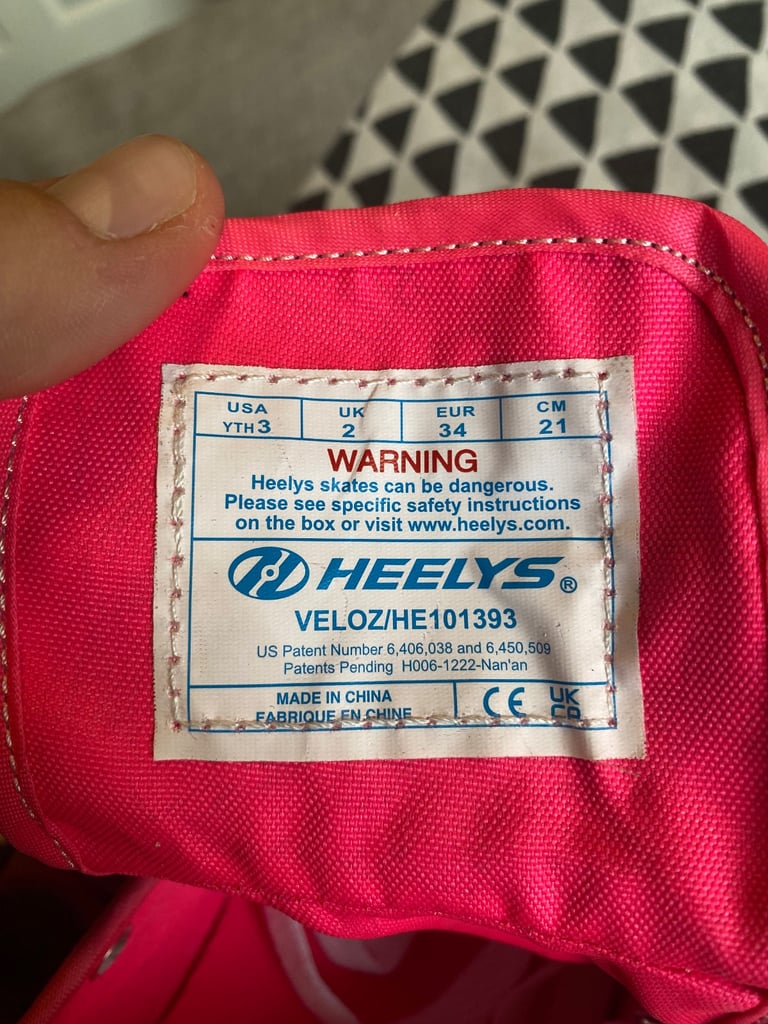 USA UK EUR CM
YTH 3 2 34 21
WARNING
Heelys skates can be dangerous.
Please see specific safety instructions
on the box or visit www.heelys.com.
HEELYS®
VELOZ/HE101393
US Patent Number 6,406,038 and 6,450,509
Patents Pending H006-1222-Nan'an
MADE IN CHINA
FABRIQUE EN CHINE
CE UK
CA